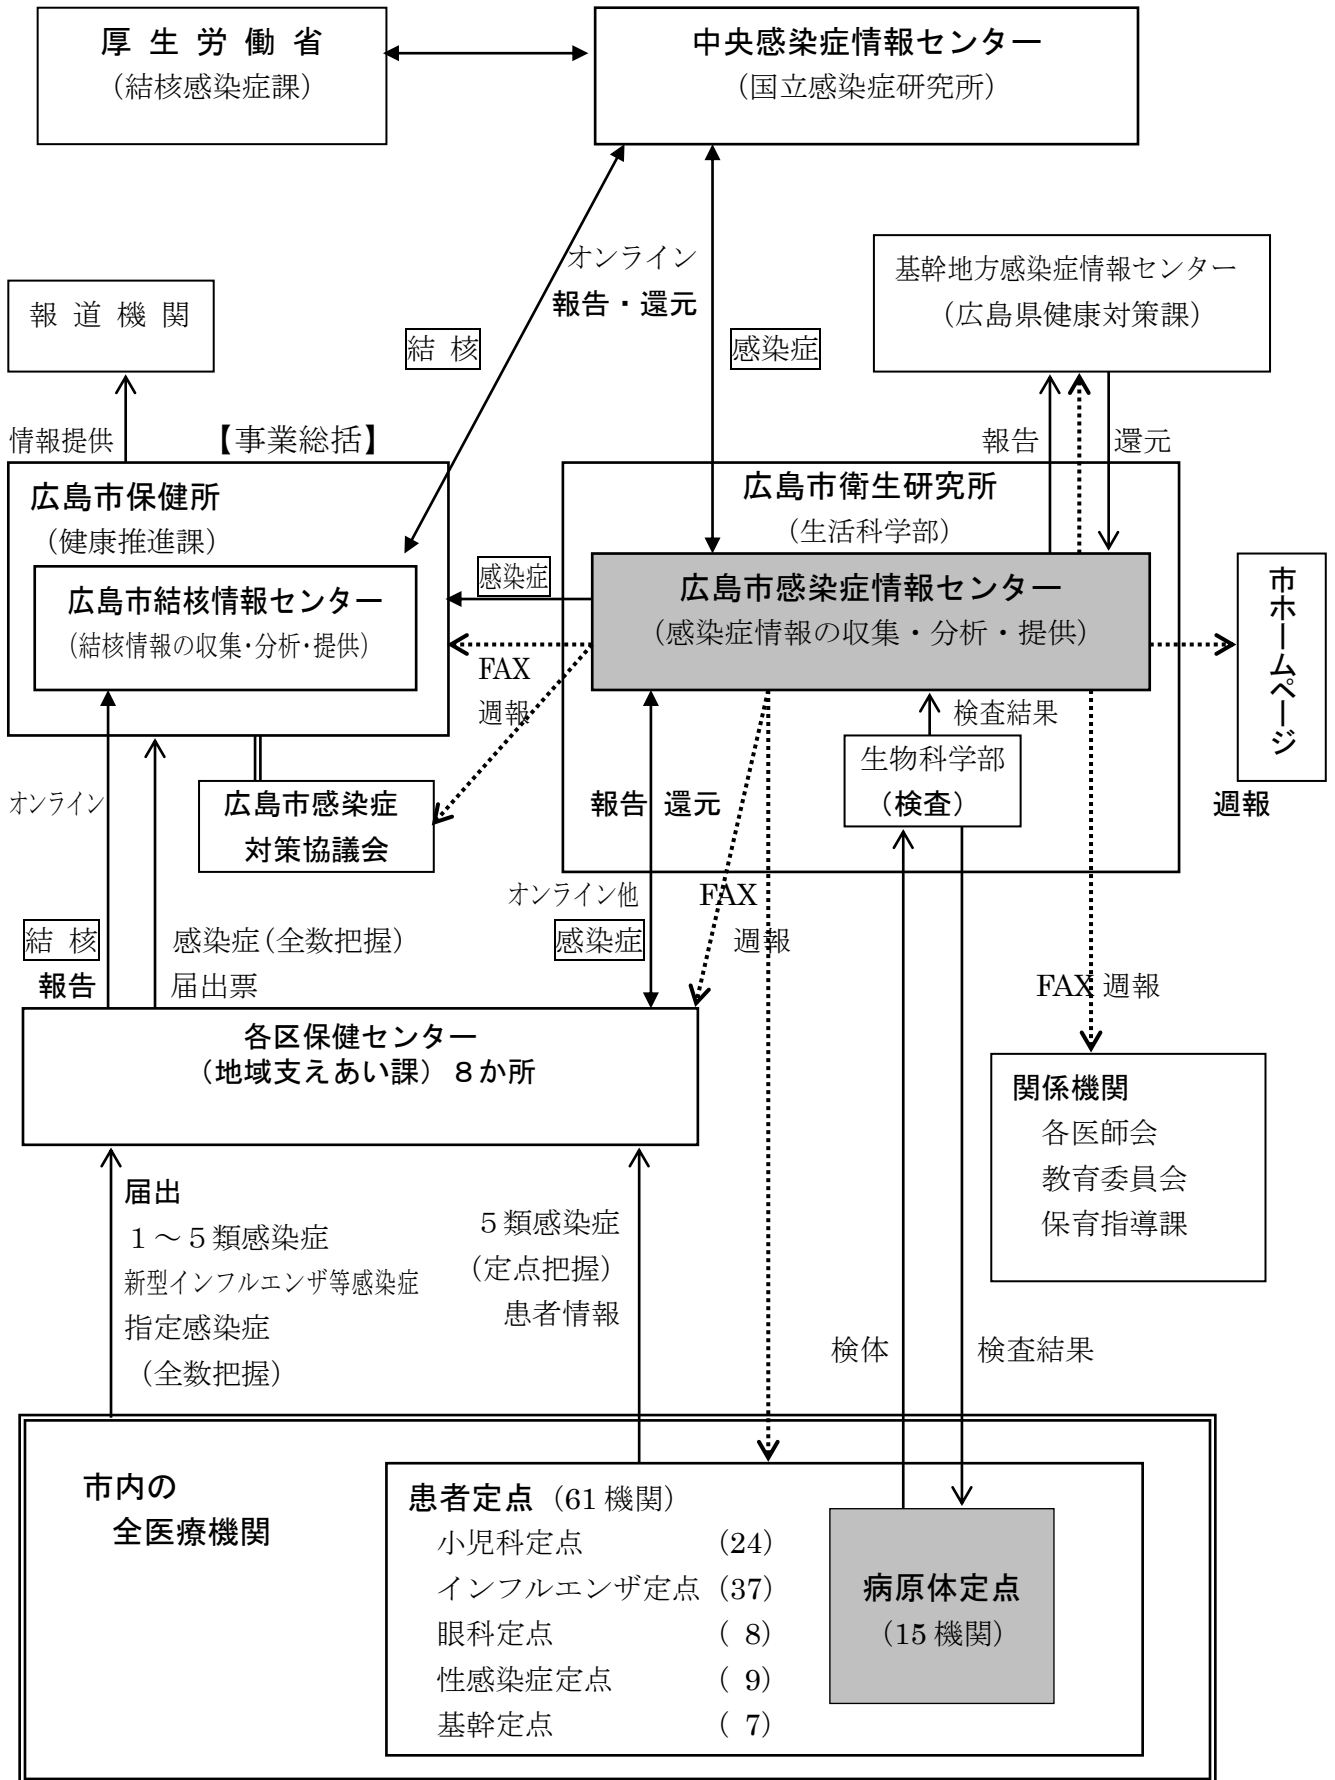 厚 生 労 働 省
（結核感染症課）
中央感染症情報センター
（国立感染症研究所）
オンライン
報告・還元
結 核
感染症
基幹地方感染症情報センター
（広島県健康対策課）
報 道 機 関
情報提供
【事業総括】
報告
還元
広島市保健所
（健康推進課）
広島市結核情報センター
（結核情報の収集・分析・提供）
広島市衛生研究所
（生活科学部）
感染症
広島市感染症情報センター
（感染症情報の収集・分析・提供）
FAX
週報
市ホームページ
週報
検査結果
生物科学部
（検査）
オンライン
広島市感染症
対策協議会
報告 還元
オンライン他
感染症
FAX
週報
結 核
報告
感染症（全数把握）
届出票
FAX 週報
各区保健センター
（地域支えあい課）８か所
関係機関
各医師会
教育委員会
保育指導課
届出
１～５類感染症
新型インフルエンザ等感染症
指定感染症
（全数把握）
５類感染症
（定点把握）
患者情報
検体
検査結果
市内の
全医療機関
患者定点（61 機関）
小児科定点 （24）
インフルエンザ定点（37）
眼科定点 （ 8）
性感染症定点 （ 9）
基幹定点 （ 7）
病原体定点
（15 機関）